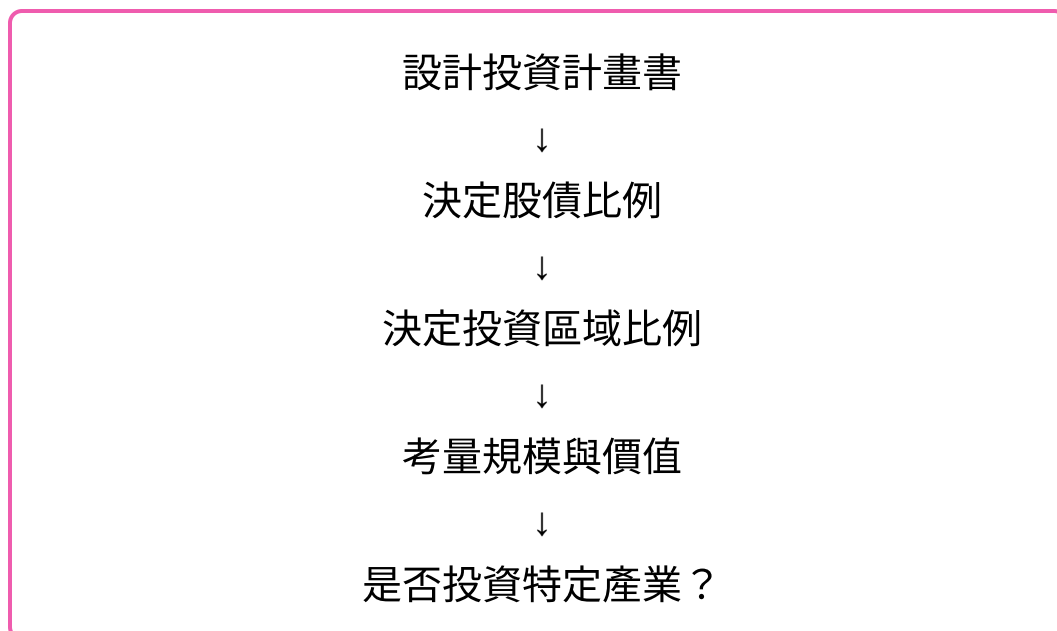 設計投資計畫書
↓
決定股債比例
↓
決定投資區域比例
↓
考量規模與價值
↓
是否投資特定產業？